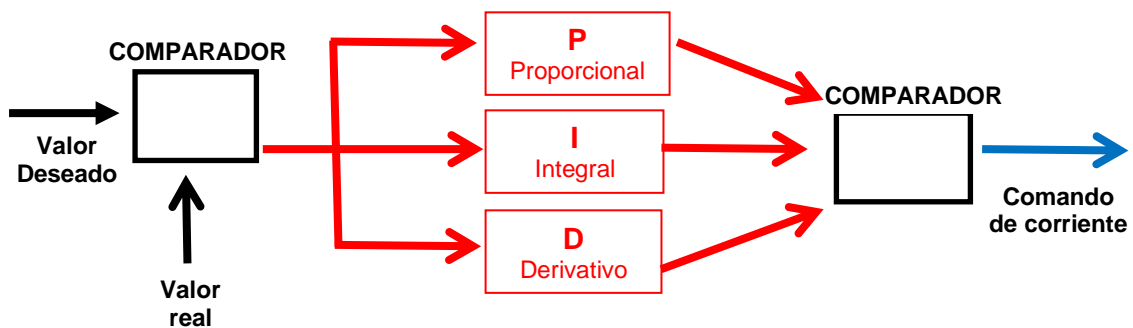 COMPARADOR
Valor
Deseado
Valor
real
P
Proporcional
I
Integral
D
Derivativo
COMPARADOR
Comando
de corriente